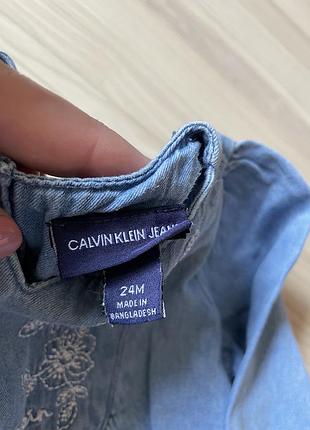 CALVIN KLEIN JEAN
24M
MADE IN
BANGLADESH